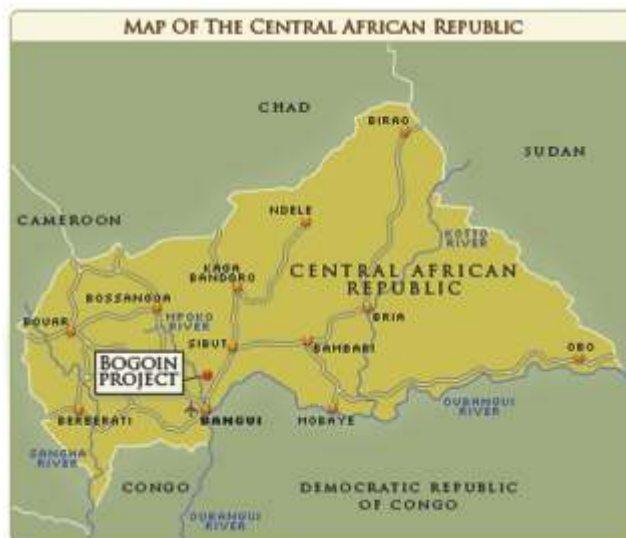 MAP OF THE CENTRAL AFRICAN REPUBLIC
CHAD
BIRAO
SUDAN
NDELE
CAMEROON
KOTTO
RIVER
KAGA
BANDORO
CENTRAL AFRICAN
REPUBLIC
BOSSANGOA
MPOKO
RIVER
BOUAR
BRIA
SIBUT
BAMBARI
OBO
BOGOIN
PROJECT
BERBERATI
BANGUI
MOBAYE
OUBANGUI
RIVER
SANGHA
RIVER
CONGO
DEMOCRATIC REPUBLIC
OF CONGO
OUBANGUI
RIVER